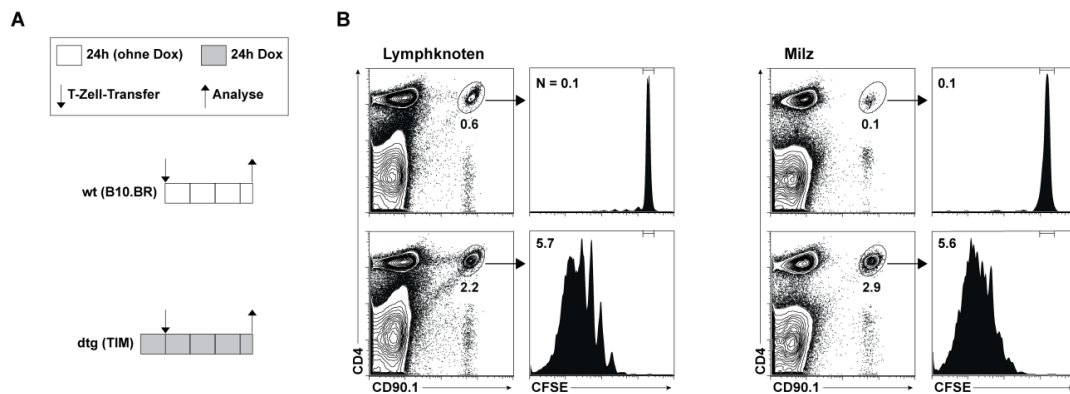 A
B
24h (ohne Dox)
24h Dox
T-Zell-Transfer
Analyse
wt (B10.BR)
dtg (TIM)
Lymphknoten
Milz
0.6
N = 0.1
0.1
0.1
2.2
5.7
2.9
5.6
CD4
CD90.1
CFSE
CD4
CD90.1
CFSE